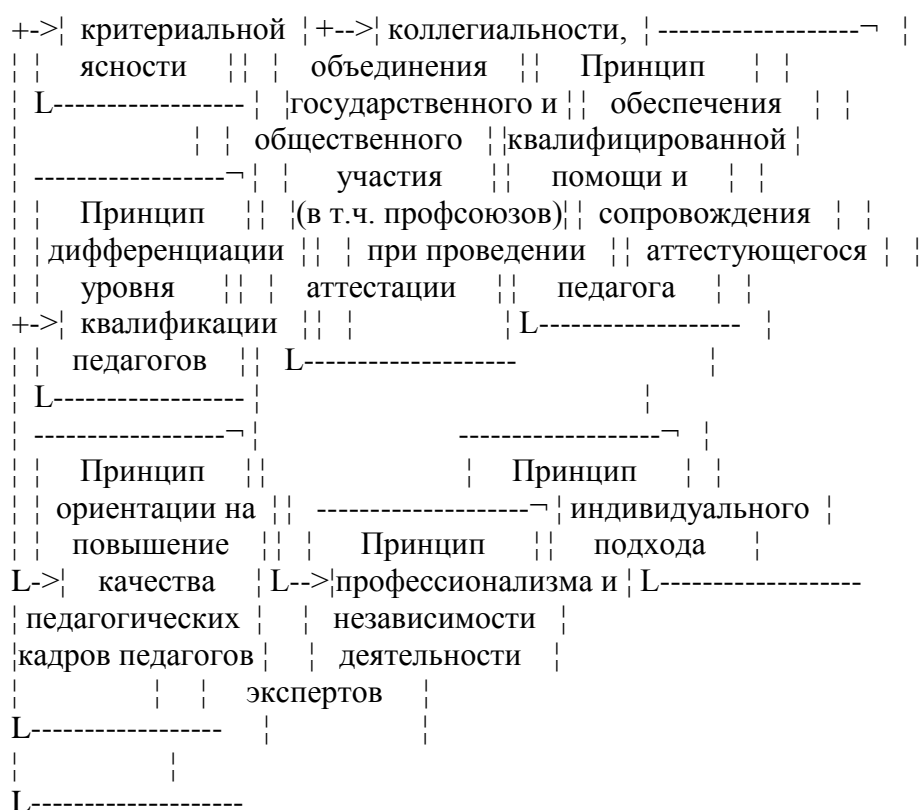 +->¦ критериальной ¦ +-->¦ коллегиальности, ¦ -------------------¬ ¦
¦ ¦ ясности ¦¦ ¦ объединения ¦¦ Принцип ¦ ¦
¦ L------------------ ¦ ¦государственного и ¦¦ обеспечения ¦ ¦
¦ ¦ ¦ общественного ¦¦квалифицированной ¦
¦ ------------------¬ ¦ ¦ участия ¦¦ помощи и ¦ ¦
¦ ¦ Принцип ¦¦ ¦(в т.ч. профсоюзов)¦¦ сопровождения ¦ ¦
¦ ¦ дифференциации ¦¦ ¦ при проведении ¦¦ аттестующегося ¦ ¦
¦ ¦ уровня ¦¦ ¦ аттестации ¦¦ педагога ¦ ¦
+->¦ квалификации ¦¦ ¦ ¦ L------------------- ¦
¦ ¦ педагогов ¦¦ L------------------- ¦
¦ L------------------ ¦ ¦
¦ ------------------¬ ¦ -------------------¬ ¦
¦ ¦ Принцип ¦¦ ¦ Принцип ¦ ¦
¦ ¦ ориентации на ¦¦ -------------------¬ ¦ индивидуального ¦
¦ ¦ повышение ¦¦ ¦ Принцип ¦¦ подхода ¦
L->¦ качества ¦ L-->¦профессионализма и ¦ L-------------------
¦ педагогических ¦ ¦ независимости ¦
¦кадров педагогов ¦ ¦ деятельности ¦
¦ ¦ ¦ экспертов ¦
L------------------ ¦ ¦
¦ ¦
L-------------------